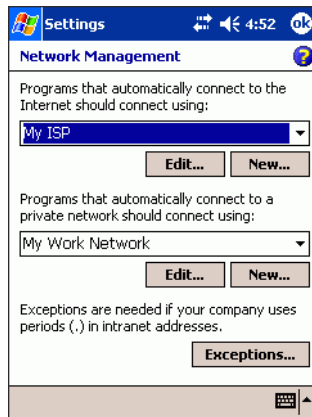 Settings 4:52 ok
Network Management ?
Programs that automatically connect to the
Internet should connect using:
My ISP
Edit... New...
Programs that automatically connect to a
private network should connect using:
My Work Network
Edit... New...
Exceptions are needed if your company uses
periods (.) in intranet addresses.
Exceptions...